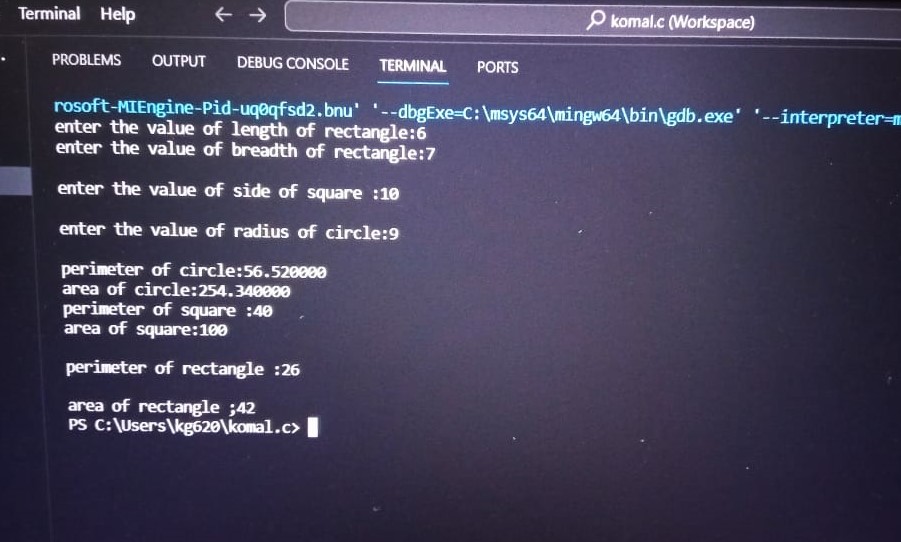 Terminal Help ← → komal.c (Workspace)
PROBLEMS OUTPUT DEBUG CONSOLE TERMINAL PORTS
rosoft-MIEngine-Pid-uq0qfsd2.bnu' '--dbgExe=C:\msys64\mingw64\bin\gdb.exe' '--interpreter=m
enter the value of length of rectangle:6
enter the value of breadth of rectangle:7
enter the value of side of square :10
enter the value of radius of circle:9
perimeter of circle:56.520000
area of circle:254.340000
perimeter of square :40
area of square:100
perimeter of rectangle :26
area of rectangle ;42
PS C:\Users\kg620\komal.c>